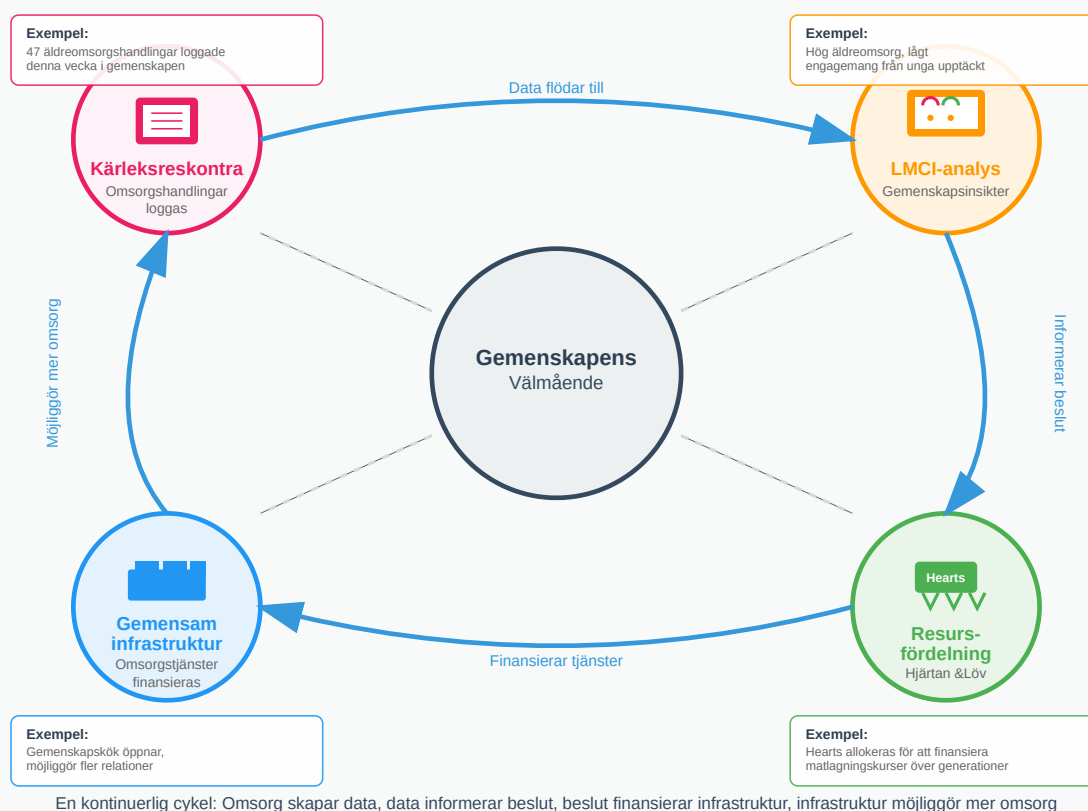 Exempel:
47 äldreomsorgshandlingar loggade
denna vecka i gemenskapen
Exempel:
Hög äldreomsorg, lågt
engagemang från unga upptäckt
Data flödar till
Kärleksreskontra
Omsorgshandlingar
loggas
LMCI-analys
Gemenskapsinsikter
Möjliggör mer omsorg
Gemenskapens
Välmående
Informerar beslut
Gemensam
infrastruktur
Omsorgstjänster
finansieras
Finansierar tjänster
Hearts
Resurs-
fördelning
Hjärtan &Löv
Exempel:
Gemenskapskök öppnar,
möjliggör fler relationer
Exempel:
Hearts allokeras för att finansiera
matlagningskurser över generationer
En kontinuerlig cykel: Omsorg skapar data, data informerar beslut, beslut finansierar infrastruktur, infrastruktur möjliggör mer omsorg